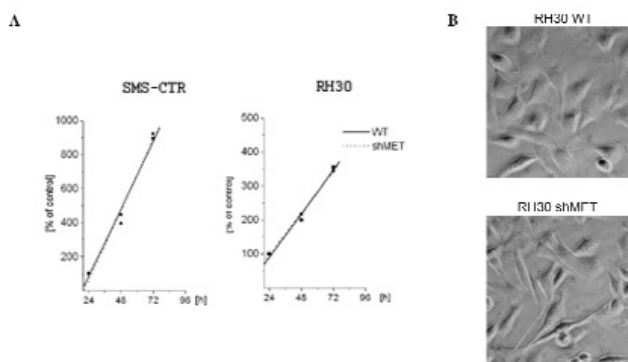 A
B
RH30 WT
SMS-CTR
RH30
1000
800
600
400
200
[% of control]
24 48 72 96 [h]
500
400
300
200
100
[% of control]
24 48 72 96 [h]
WT
shMET
RH30 shMET